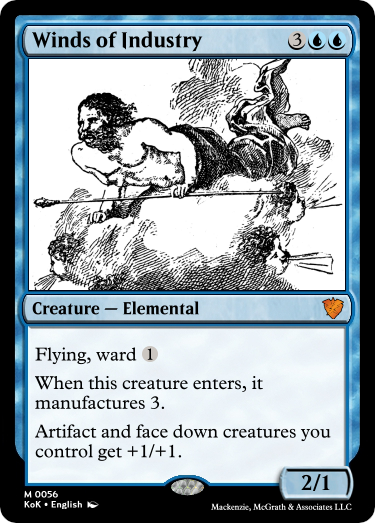 Winds of Industry 3
Creature — Elemental
Flying, ward 1
When this creature enters, it
manufactures 3.
Artifact and face down creatures you
control get +1/+1.
2/1
M 0056
KoK • English
Mackenzie, McGrath & Associates LLC